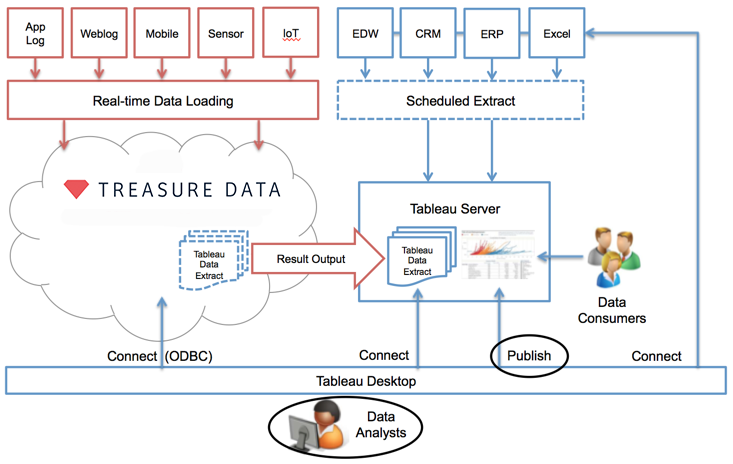 App
Log
Weblog
Mobile
Sensor
IoT
EDW
CRM
ERP
Excel
Real-time Data Loading
Scheduled Extract
TREASURE DATA
Tableau Server
Tableau
Data
Extract
Result Output
Tableau
Data
Extract
Data
Consumers
Connect (ODBC)
Connect
Publish
Connect
Tableau Desktop
Data
Analysts